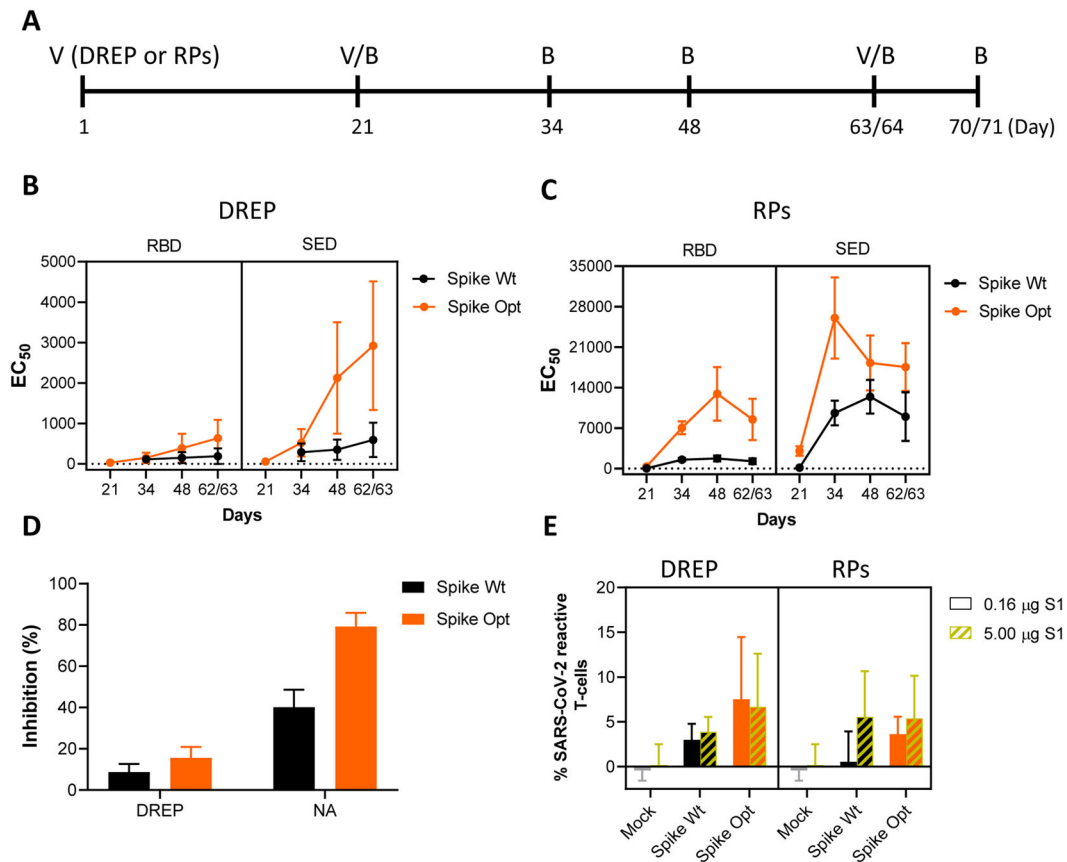 A
V (DREP or RPs) V/B B B V/B B
1 21 34 48 63/64 70/71 (Day)
B
DREP
RBD SED
5000
4000
3000
2000
1000
0
EC50
21 34 48 62/63 21 34 48 62/63
Days
Spike Wt
Spike Opt
C
RPs
RBD SED
35000
28000
21000
14000
7000
0
EC50
21 34 48 62/63 21 34 48 62/63
Days
Spike Wt
Spike Opt
D
100
80
60
40
20
0
Inhibition (%)
DREP NA
Spike Wt
Spike Opt
E
DREP RPs
20
15
10
5
0
% SARS-CoV-2 reactive
T-cells
Mock Spike Wt Spike Opt Mock Spike Wt Spike Opt
0.16 µg S1
5.00 µg S1